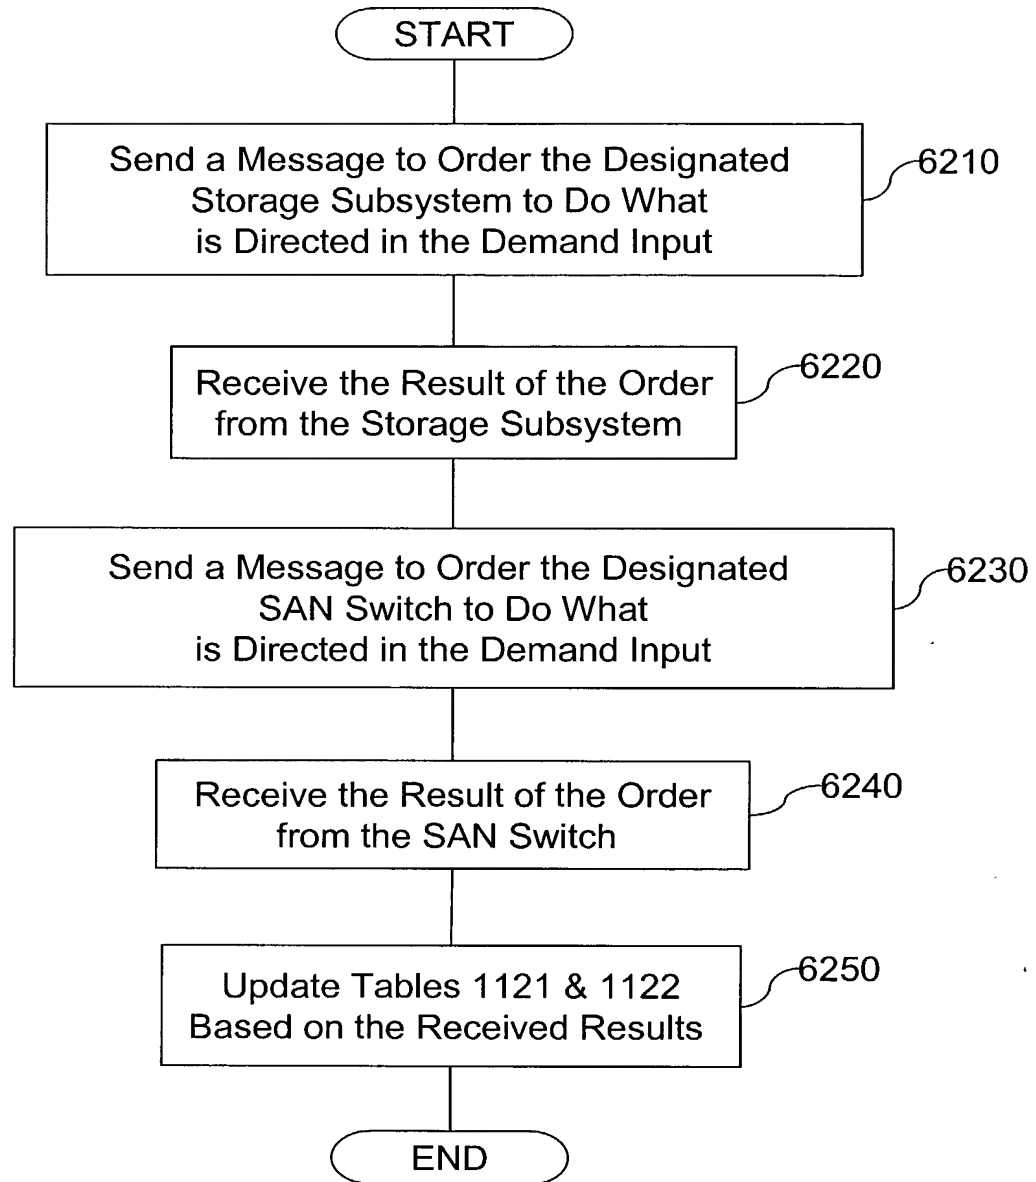 START
Send a Message to Order the Designated
Storage Subsystem to Do What
is Directed in the Demand Input
6210
Receive the Result of the Order
from the Storage Subsystem
6220
Send a Message to Order the Designated
SAN Switch to Do What
is Directed in the Demand Input
6230
Receive the Result of the Order
from the SAN Switch
6240
Update Tables 1121 & 1122
Based on the Received Results
6250
END